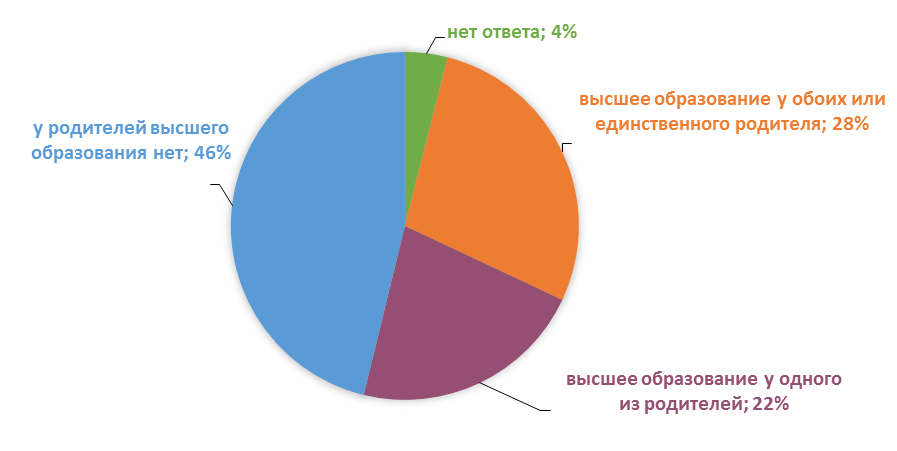 нет ответа; 4%
высшее образование у обоих или
единственного родителя; 28%
у родителей высшего
образования нет; 46%
высшее образование у одного
из родителей; 22%